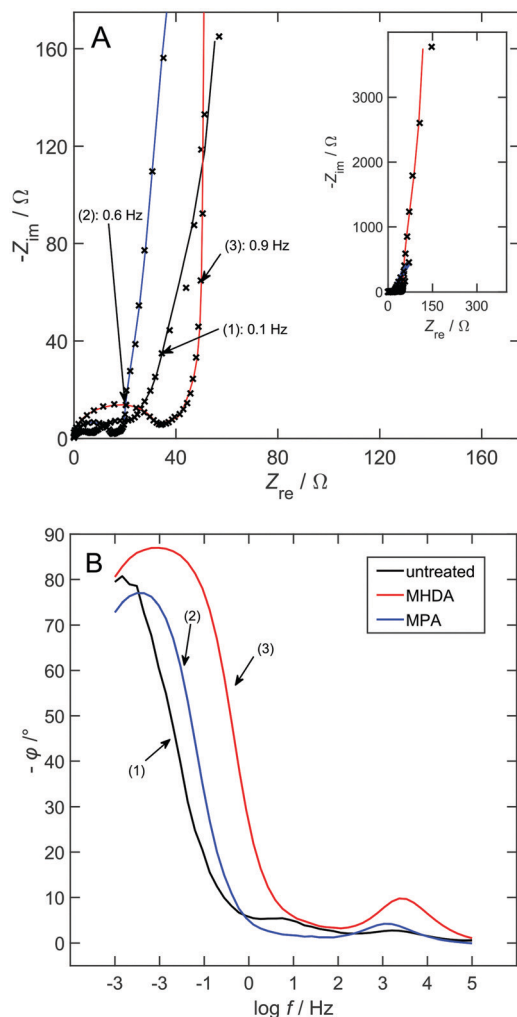 A
-Z_im / Ω
160
120
80
40
0
(2): 0.6 Hz
(3): 0.9 Hz
(1): 0.1 Hz
0 40 80 120 160
Z_re / Ω
-Z_im / Ω
3000
2000
1000
0
0 150 300
Z_re / Ω
B
- φ /°
90
80
70
60
50
40
30
20
10
0
untreated
MHDA
MPA
(2)
(3)
(1)
-3 -3 -1 0 1 2 3 4 5
log f / Hz